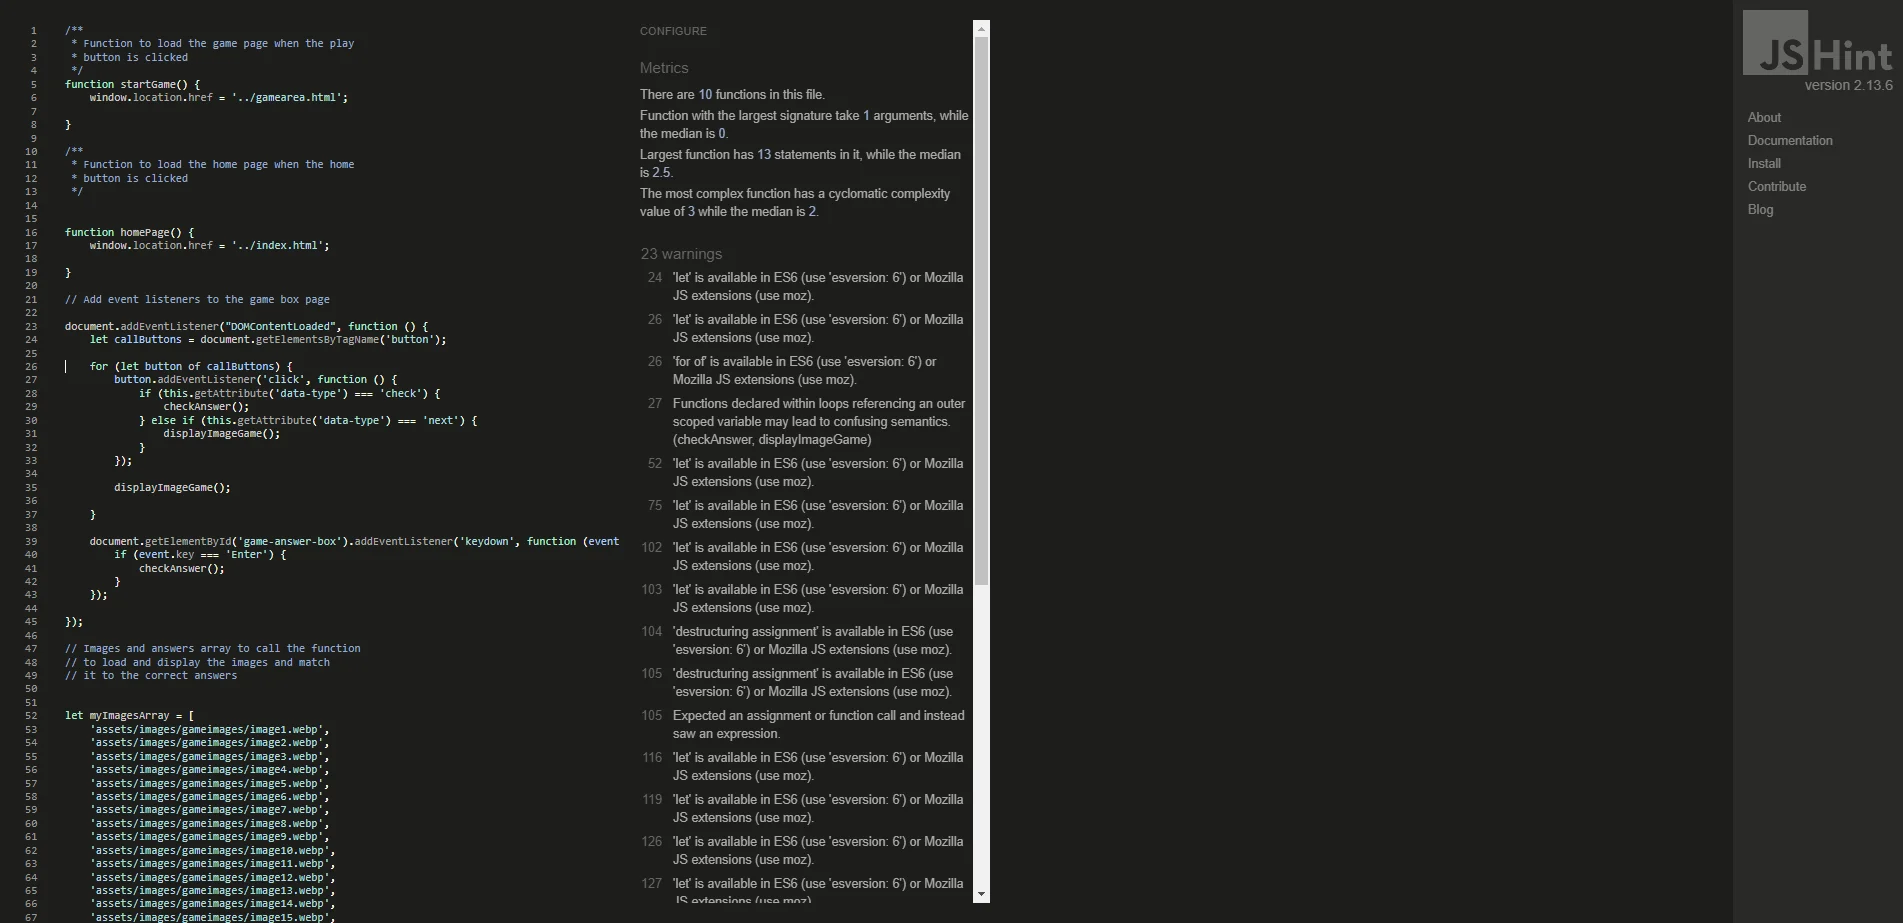 1 /**
2  * Function to load the game page when the play
3  * button is clicked
4  */
5 function startGame() {
6     window.location.href = '../gamearea.html';
7
8 }
9
10 /**
11  * Function to load the home page when the home
12  * button is clicked
13  */
14
15
16 function homePage() {
17     window.location.href = '../index.html';
18
19 }
20
21 // Add event listeners to the game box page
22
23 document.addEventListener("DOMContentLoaded", function () {
24     let callButtons = document.getElementsByTagName('button');
25
26     for (let button of callButtons) {
27         button.addEventListener('click', function () {
28             if (this.getAttribute('data-type') === 'check') {
29                 checkAnswer();
30             } else if (this.getAttribute('data-type') === 'next') {
31                 displayImageGame();
32             }
33         });
34
35         displayImageGame();
36
37     }
38
39     document.getElementById('game-answer-box').addEventListener('keydown', function (event
40         if (event.key === 'Enter') {
41             checkAnswer();
42         }
43     });
44
45 });
46
47 // Images and answers array to call the function
48 // to load and display the images and match
49 // it to the correct answers
50
51
52 let myImagesArray = [
53     'assets/images/gameimages/image1.webp',
54     'assets/images/gameimages/image2.webp',
55     'assets/images/gameimages/image3.webp',
56     'assets/images/gameimages/image4.webp',
57     'assets/images/gameimages/image5.webp',
58     'assets/images/gameimages/image6.webp',
59     'assets/images/gameimages/image7.webp',
60     'assets/images/gameimages/image8.webp',
61     'assets/images/gameimages/image9.webp',
62     'assets/images/gameimages/image10.webp',
63     'assets/images/gameimages/image11.webp',
64     'assets/images/gameimages/image12.webp',
65     'assets/images/gameimages/image13.webp',
66     'assets/images/gameimages/image14.webp',
67     'assets/images/gameimages/image15.webp',
CONFIGURE
Metrics
There are 10 functions in this file.
Function with the largest signature take 1 arguments, while
the median is 0.
Largest function has 13 statements in it, while the median
is 2.5.
The most complex function has a cyclomatic complexity
value of 3 while the median is 2.
23 warnings
24 'let' is available in ES6 (use 'esversion: 6') or Mozilla
JS extensions (use moz).
26 'let' is available in ES6 (use 'esversion: 6') or Mozilla
JS extensions (use moz).
26 'for of' is available in ES6 (use 'esversion: 6') or
Mozilla JS extensions (use moz).
27 Functions declared within loops referencing an outer
scoped variable may lead to confusing semantics.
(checkAnswer, displayImageGame)
52 'let' is available in ES6 (use 'esversion: 6') or Mozilla
JS extensions (use moz).
75 'let' is available in ES6 (use 'esversion: 6') or Mozilla
JS extensions (use moz).
102 'let' is available in ES6 (use 'esversion: 6') or Mozilla
JS extensions (use moz).
103 'let' is available in ES6 (use 'esversion: 6') or Mozilla
JS extensions (use moz).
104 'destructuring assignment' is available in ES6 (use
'esversion: 6') or Mozilla JS extensions (use moz).
105 'destructuring assignment' is available in ES6 (use
'esversion: 6') or Mozilla JS extensions (use moz).
105 Expected an assignment or function call and instead
saw an expression.
116 'let' is available in ES6 (use 'esversion: 6') or Mozilla
JS extensions (use moz).
119 'let' is available in ES6 (use 'esversion: 6') or Mozilla
JS extensions (use moz).
126 'let' is available in ES6 (use 'esversion: 6') or Mozilla
JS extensions (use moz).
127 'let' is available in ES6 (use 'esversion: 6') or Mozilla
JS extensions (use moz)
JSHint
version 2.13.6
About
Documentation
Install
Contribute
Blog